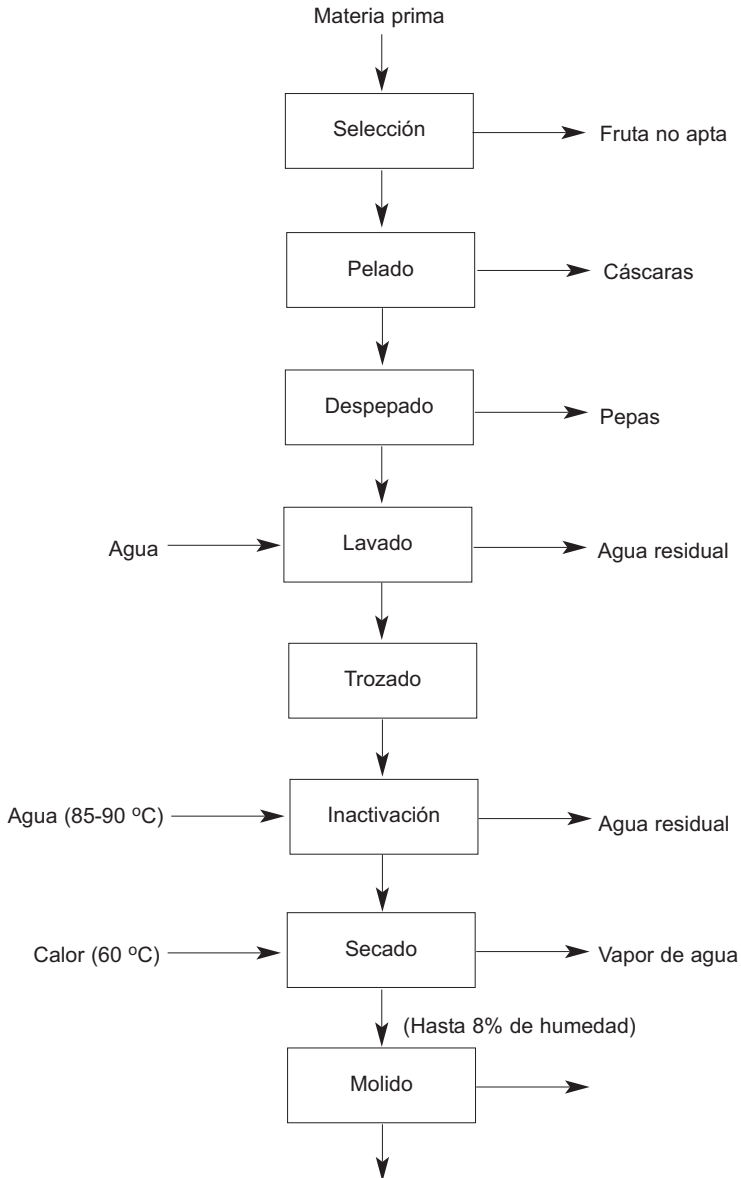 Materia prima
Selección
Fruta no apta
Pelado
Cáscaras
Despepado
Pepas
Agua
Lavado
Agua residual
Trozado
Agua (85-90 ºC)
Inactivación
Agua residual
Calor (60 ºC)
Secado
Vapor de agua
(Hasta 8% de humedad)
Molido